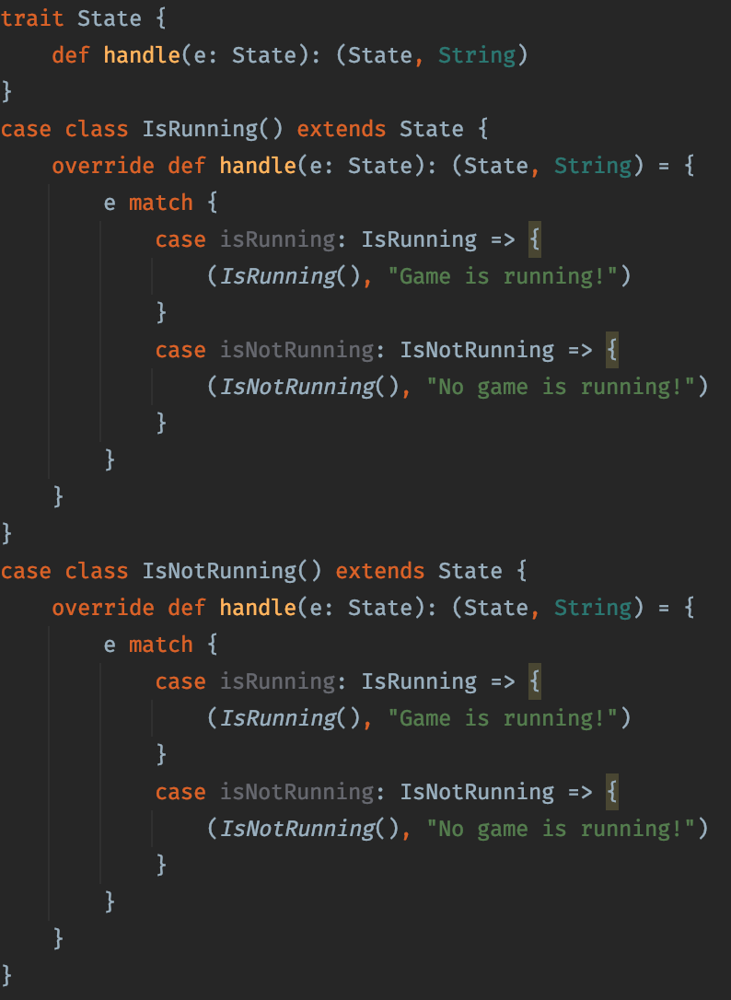 trait State {
    def handle(e: State): (State, String)
}
case class IsRunning() extends State {
    override def handle(e: State): (State, String) = {
        e match {
            case isRunning: IsRunning => {
                (IsRunning(), "Game is running!")
            }
            case isNotRunning: IsNotRunning => {
                (IsNotRunning(), "No game is running!")
            }
        }
    }
}
case class IsNotRunning() extends State {
    override def handle(e: State): (State, String) = {
        e match {
            case isRunning: IsRunning => {
                (IsRunning(), "Game is running!")
            }
            case isNotRunning: IsNotRunning => {
                (IsNotRunning(), "No game is running!")
            }
        }
    }
}